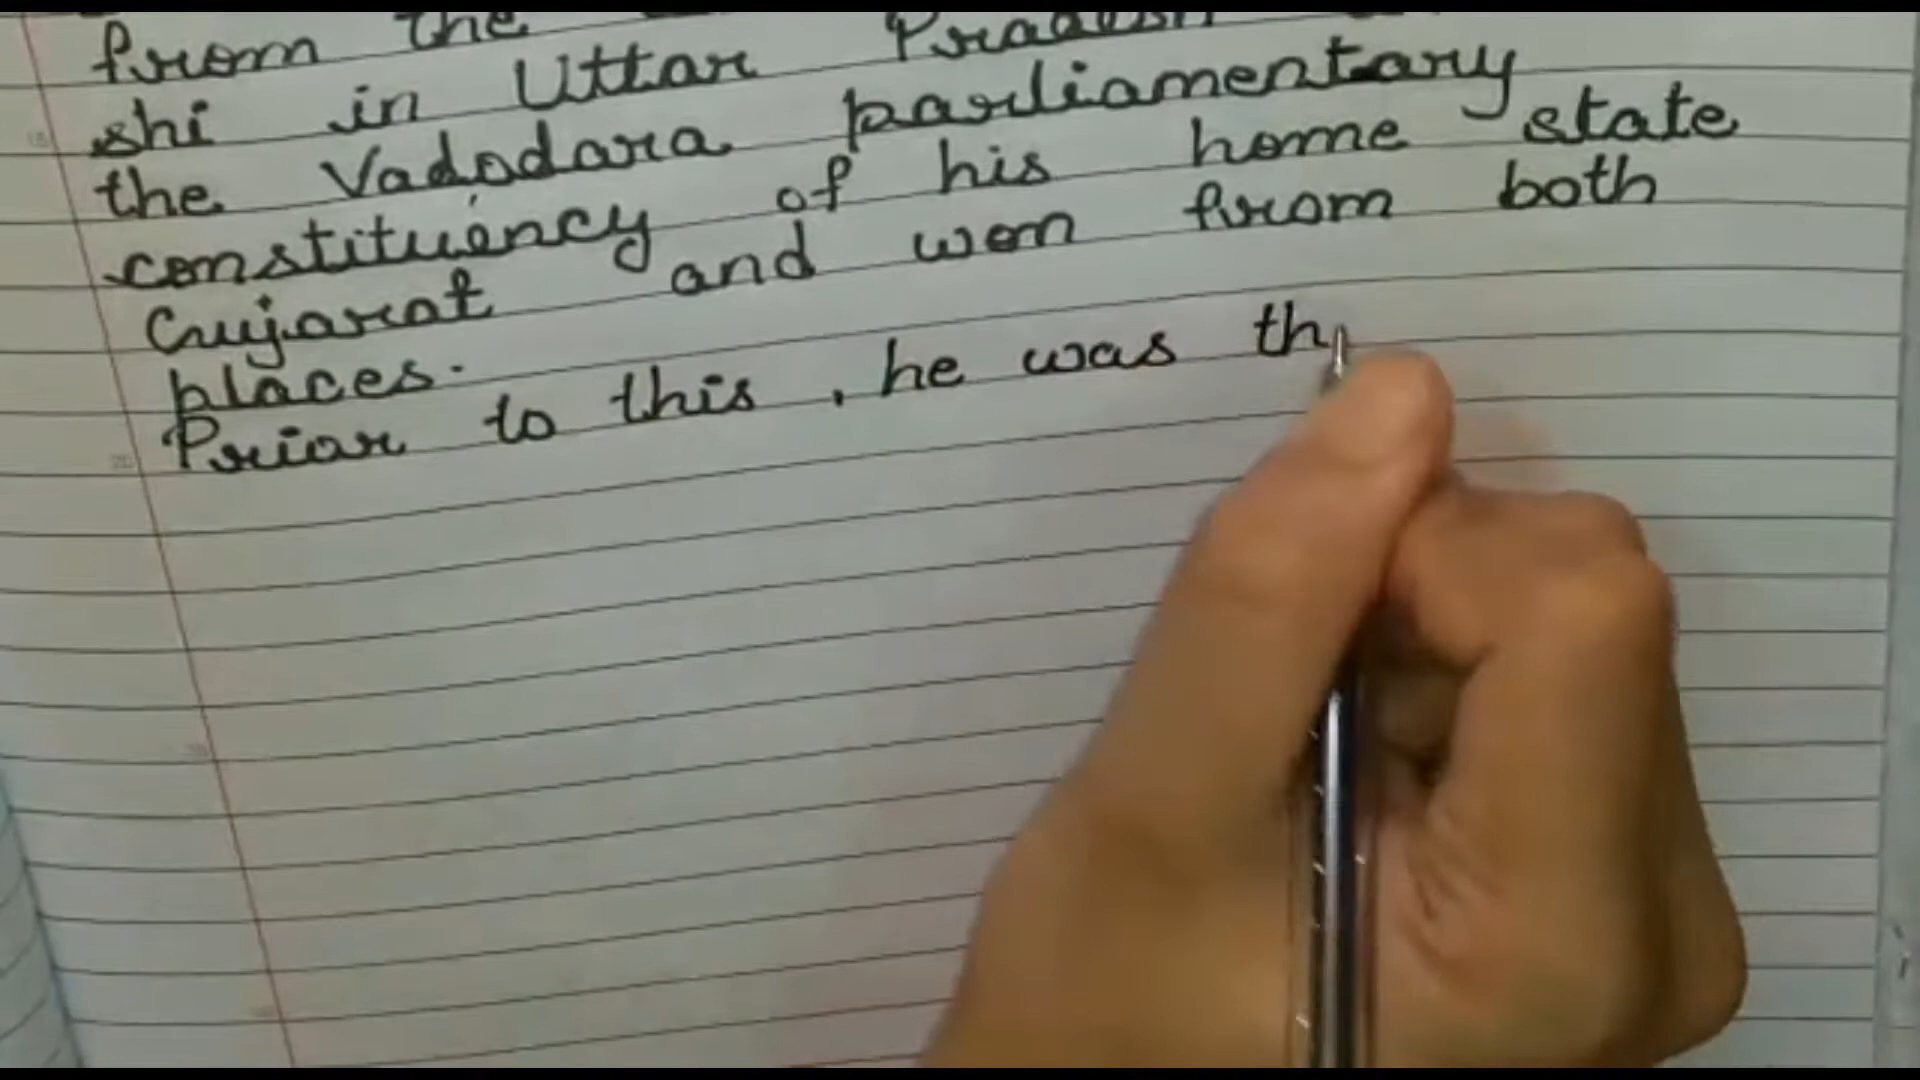 from the
shi in Uttar Pradesh
the Vadodara parliamentary
constituency of his home state
Gujarat and won from both
places.
Prior to this, he was th